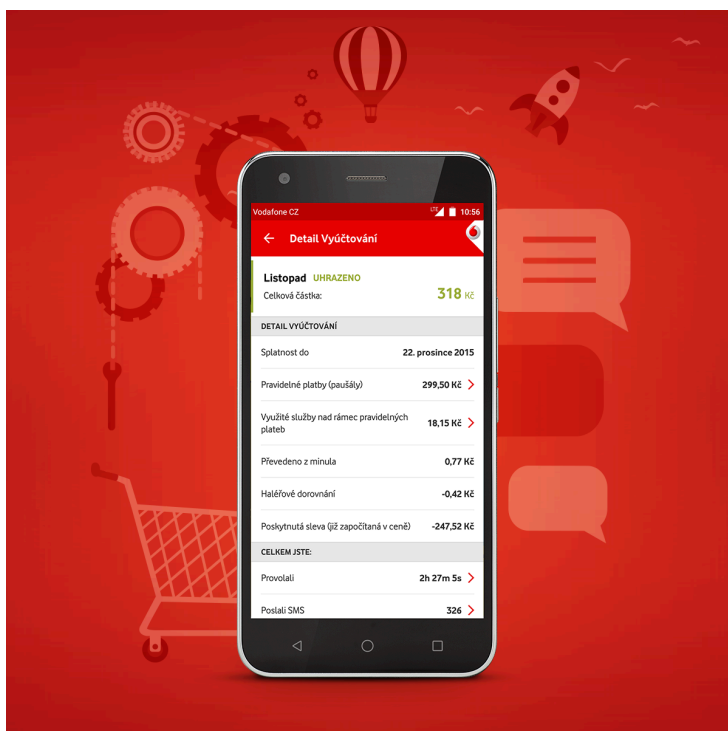 Vodafone CZ LTE 10:56
Detail Vyúčtování
Listopad UHRAZENO
Celková částka: 318 Kč
DETAIL VYÚČTOVÁNÍ
Splatnost do 22. prosince 2015
Pravidelné platby (paušály) 299,50 Kč
Využité služby nad rámec pravidelných
plateb 18,15 Kč
Převedeno z minula 0,77 Kč
Haléřové dorovnání -0,42 Kč
Poskytnutá sleva (již započítaná v ceně) -247,52 Kč
CELKEM JSTE:
Provolali 2h 27m 5s
Poslali SMS 326